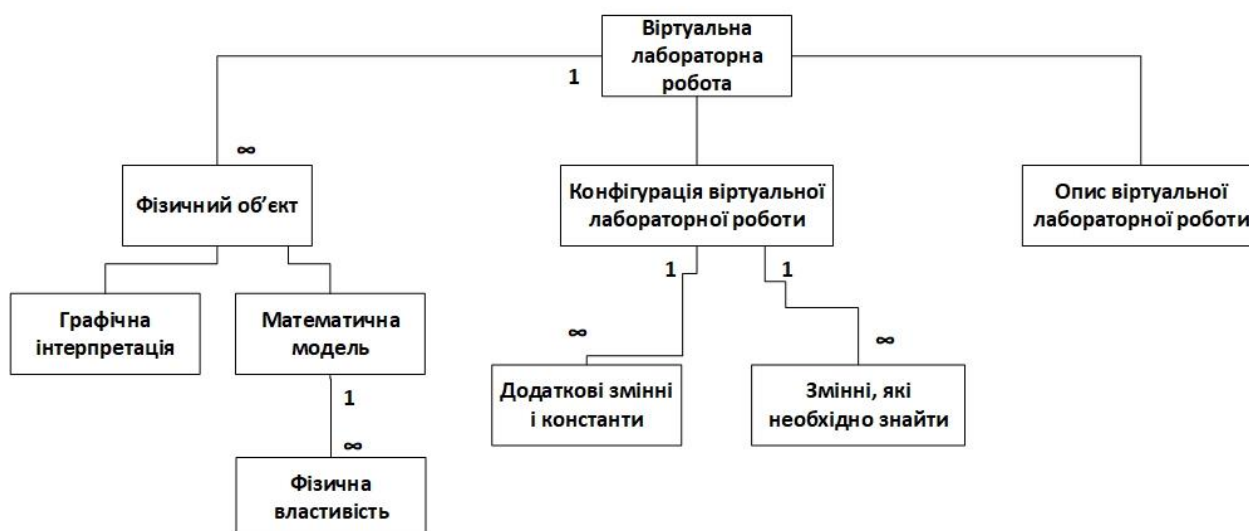 Віртуальна
лабораторна
робота
1
∞
Фізичний об’єкт
Конфігурація віртуальної
лабораторної роботи
Опис віртуальної
лабораторної роботи
1
1
Графічна
інтерпретація
Математична
модель
∞
∞
Додаткові змінні
і константи
Змінні, які
необхідно знайти
1
∞
Фізична
властивість